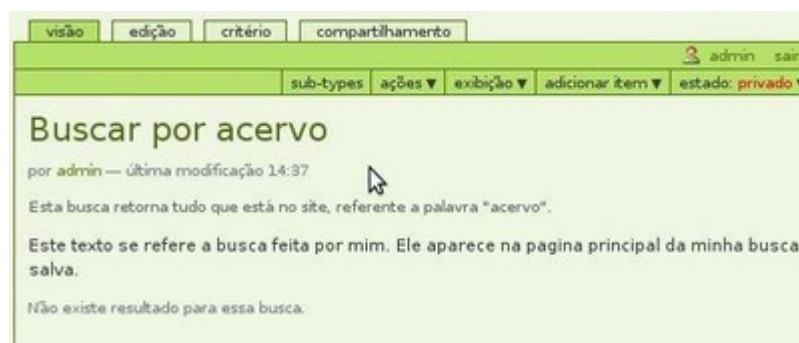 visão edição critério compartilhamento
admin sair
sub-types ações▼ exibição▼ adicionar item▼ estado: privado
Buscar por acervo
por admin — última modificação 14:37
Esta busca retorna tudo que está no site, referente a palavra "acervo".
Este texto se refere a busca feita por mim. Ele aparece na pagina principal da minha busca
salva.
Não existe resultado para essa busca.